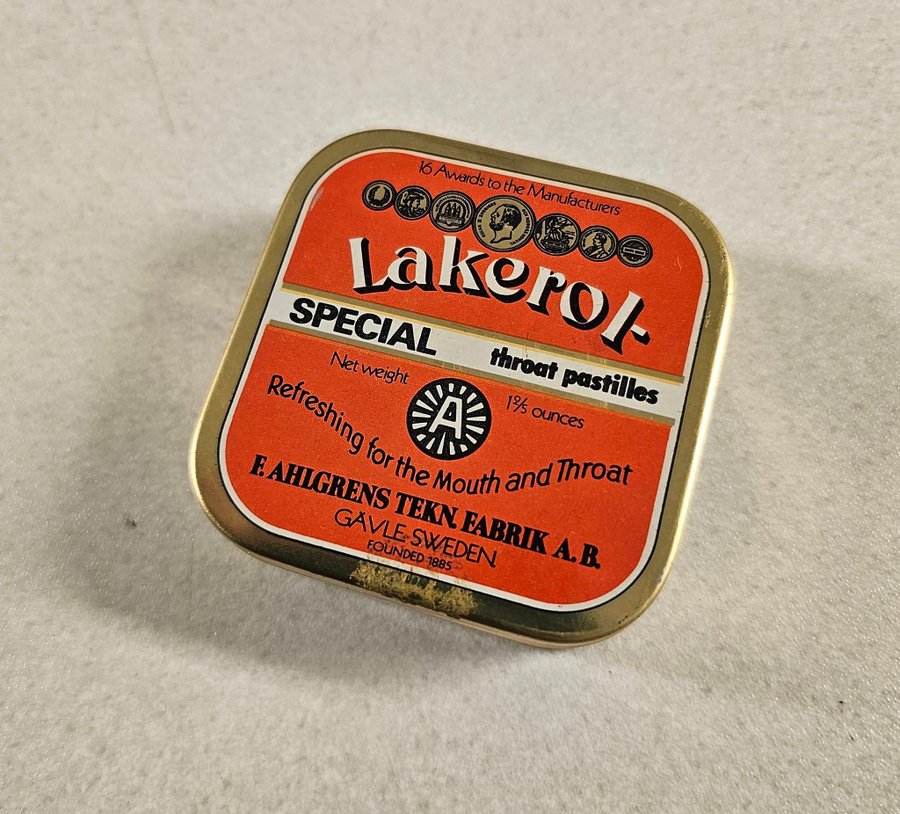 16 Awards to the Manufacturers
Lakerol
SPECIAL throat pastilles
Net weight 1⅗ ounces
A
Refreshing for the Mouth and Throat
F. AHLGRENS TEKN. FABRIK A. B.
GÄVLE-SWEDEN
FOUNDED 1885